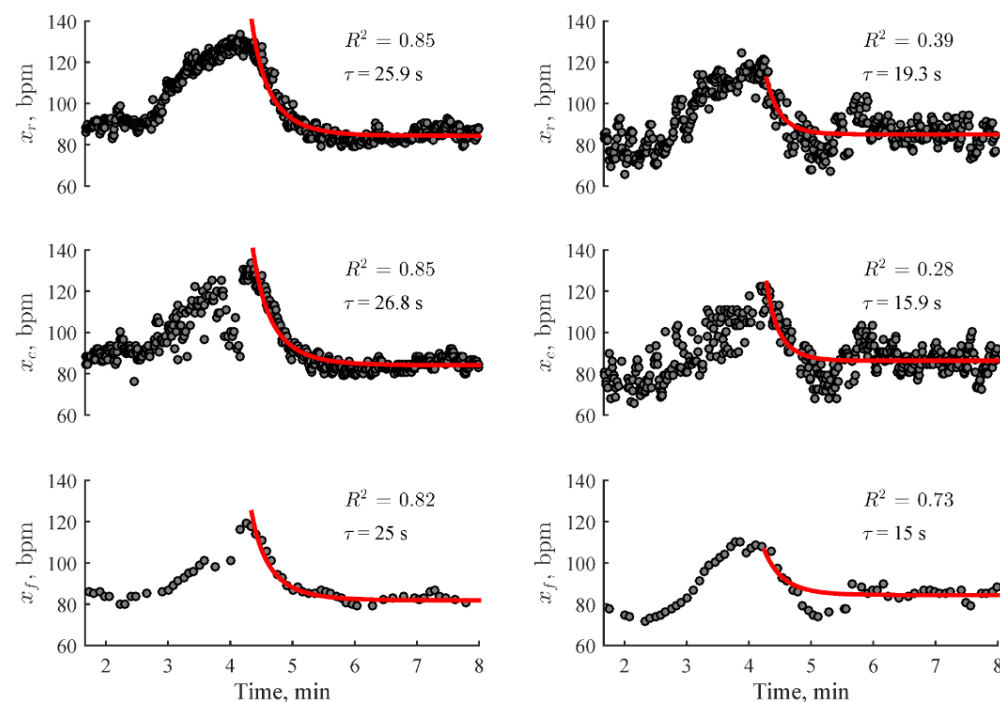 140
120
100
80
60
x_r, bpm
R² = 0.85
τ = 25.9 s
140
120
100
80
60
x_r, bpm
R² = 0.39
τ = 19.3 s
140
120
100
80
60
x_c, bpm
R² = 0.85
τ = 26.8 s
140
120
100
80
60
x_c, bpm
R² = 0.28
τ = 15.9 s
140
120
100
80
60
x_f, bpm
R² = 0.82
τ = 25 s
2 3 4 5 6 7 8
Time, min
140
120
100
80
60
x_f, bpm
R² = 0.73
τ = 15 s
2 3 4 5 6 7 8
Time, min